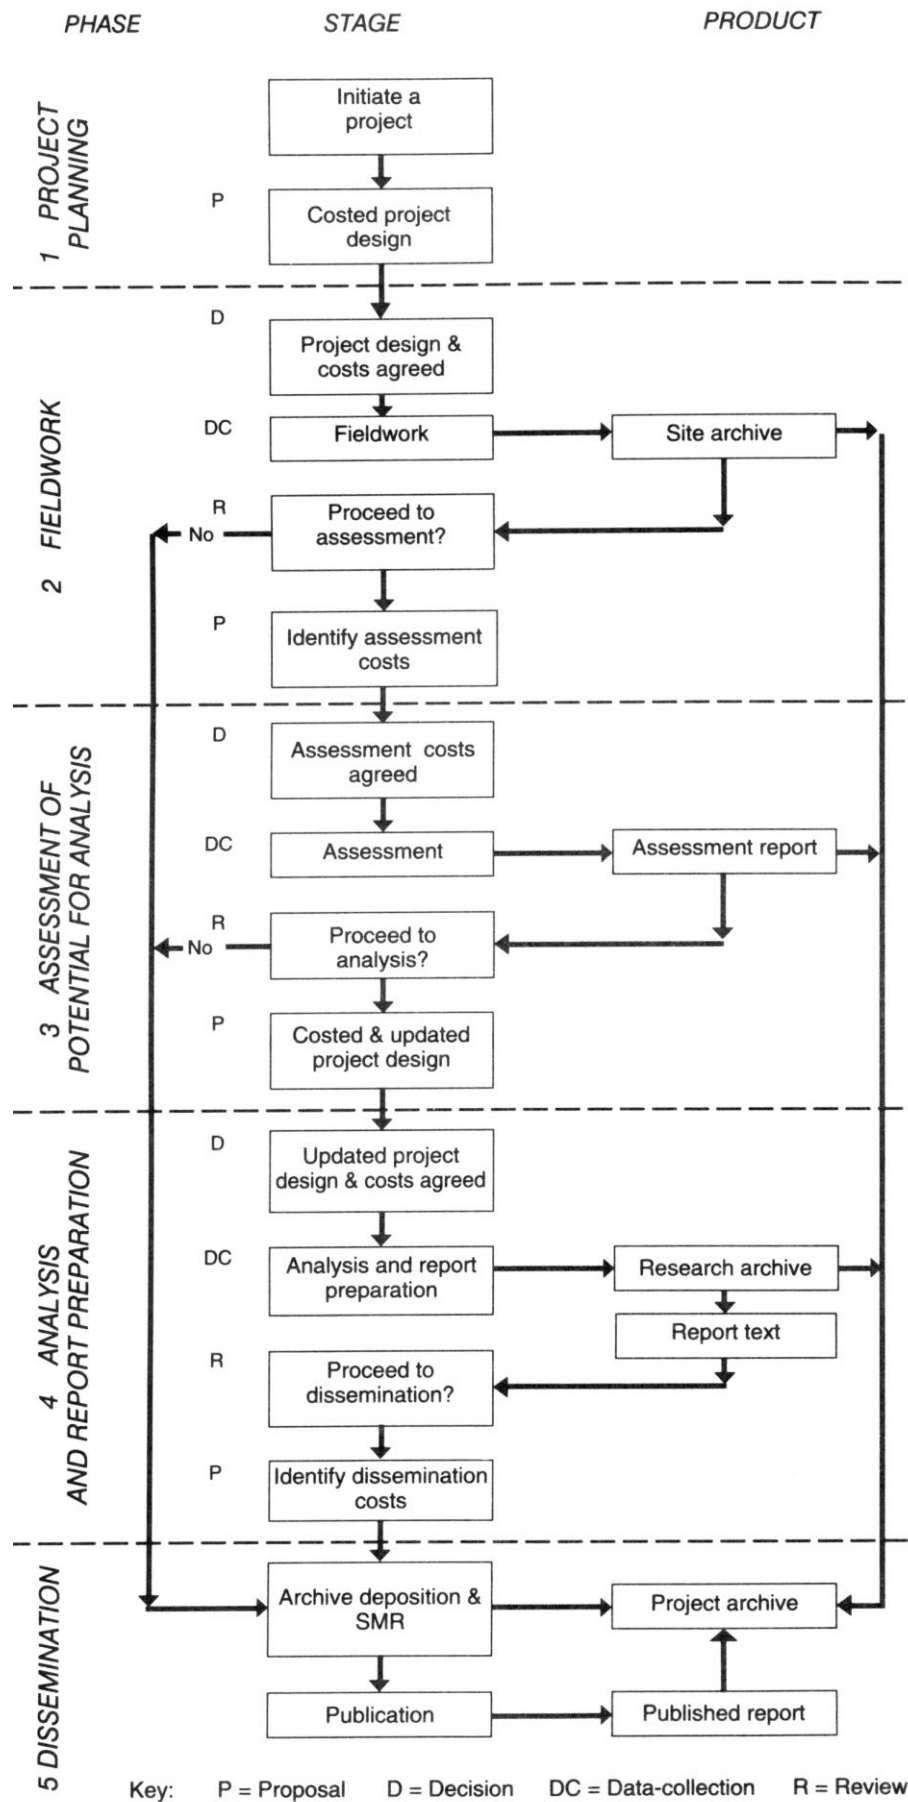 PHASE
STAGE
PRODUCT
1 PROJECT
PLANNING
Initiate a
project
P
Costed project
design
2 FIELDWORK
D
Project design &
costs agreed
DC
Fieldwork
Site archive
R
No
Proceed to
assessment?
P
Identify assessment
costs
3 ASSESSMENT OF
POTENTIAL FOR ANALYSIS
D
Assessment costs
agreed
DC
Assessment
Assessment report
R
No
Proceed to
analysis?
P
Costed & updated
project design
4 ANALYSIS
AND REPORT PREPARATION
D
Updated project
design & costs agreed
DC
Analysis and report
preparation
Research archive
Report text
R
Proceed to
dissemination?
P
Identify dissemination
costs
5 DISSEMINATION
Archive deposition &
SMR
Project archive
Publication
Published report
Key: P = Proposal D = Decision DC = Data-collection R = Review